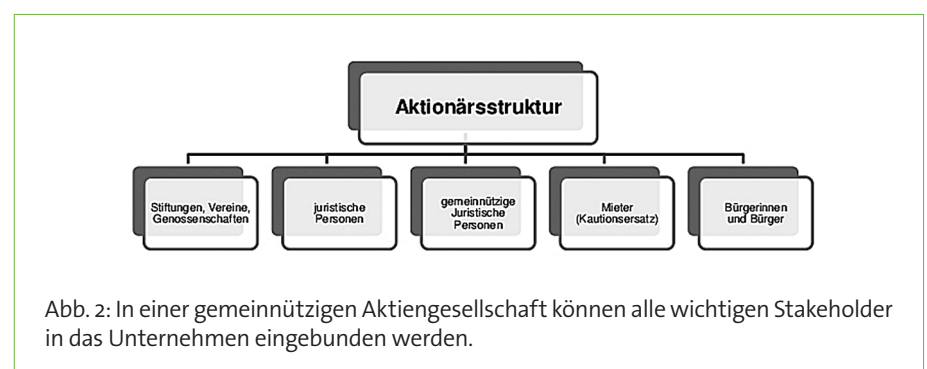 Aktionärsstruktur
Stiftungen, Vereine,
Genossenschaften
juristische
Personen
gemeinnützige
Juristische
Personen
Mieter
(Kautionsersatz)
Bürgerinnen
und Bürger
Abb. 2: In einer gemeinnützigen Aktiengesellschaft können alle wichtigen Stakeholder
in das Unternehmen eingebunden werden.